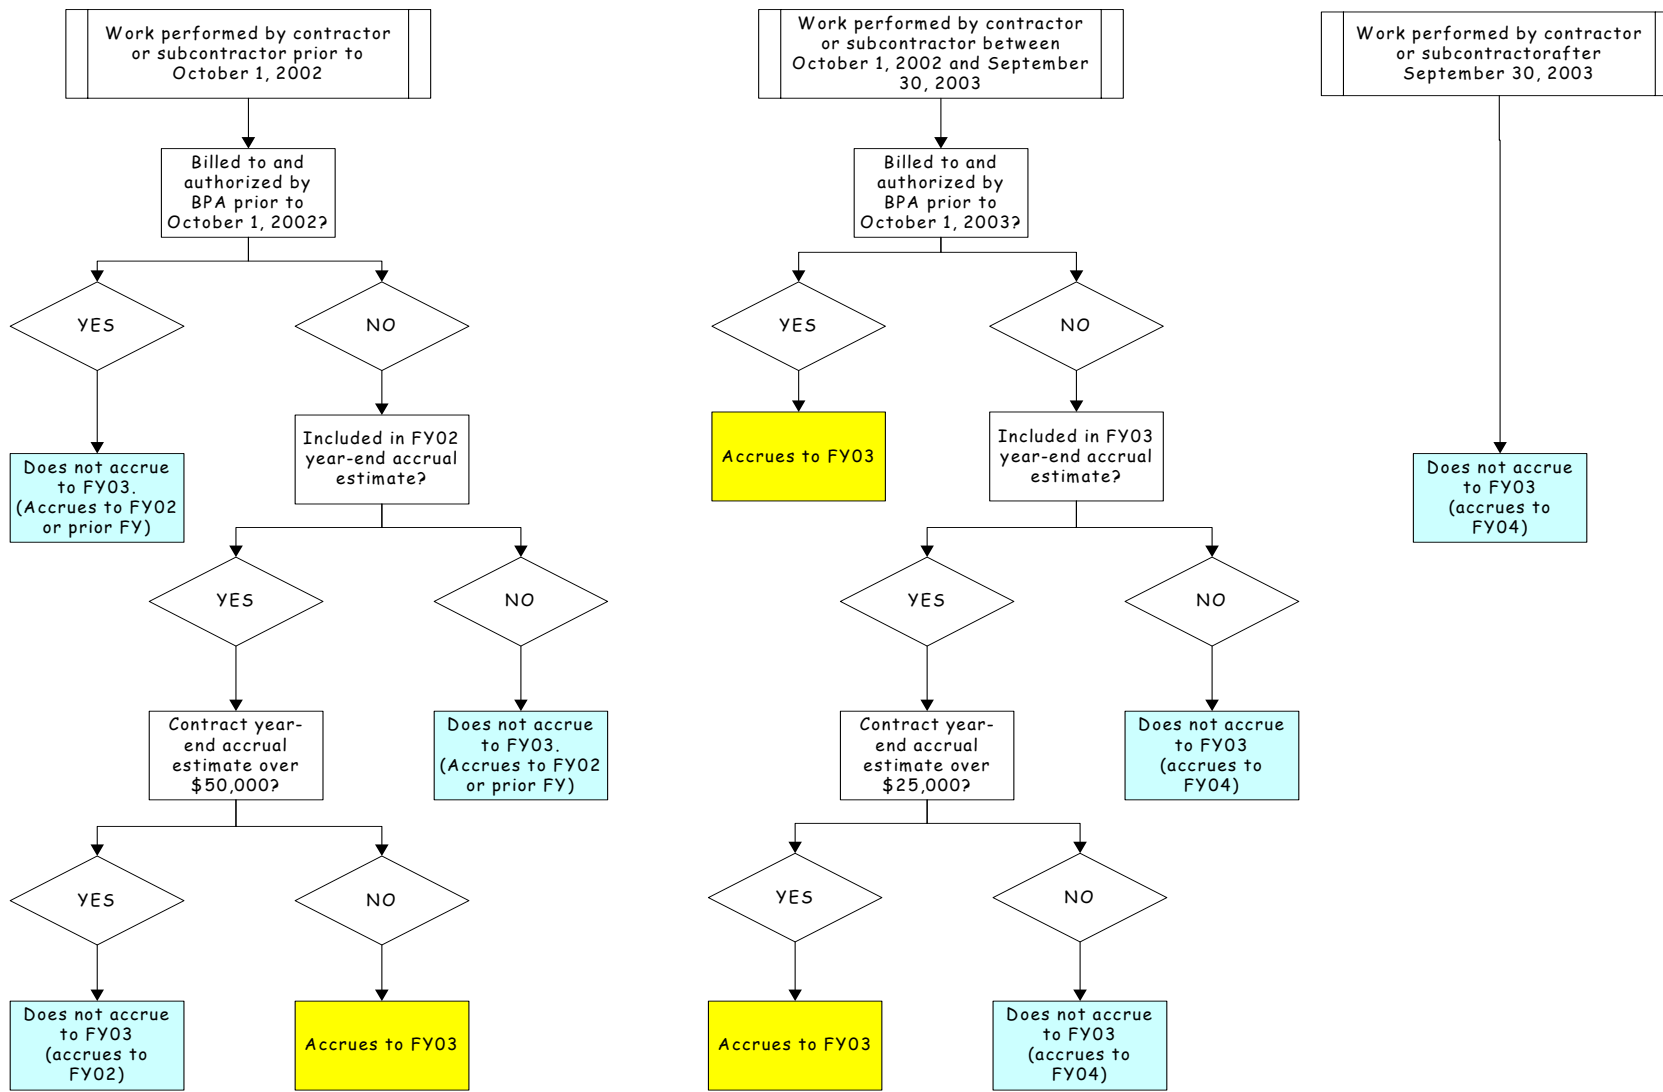 Work performed by contractor
or subcontractor prior to
October 1, 2002
Work performed by contractor
or subcontractor between
October 1, 2002 and September
30, 2003
Work performed by contractor
or subcontractorafter
September 30, 2003
Billed to and
authorized by
BPA prior to
October 1, 2002?
Billed to and
authorized by
BPA prior to
October 1, 2003?
YES
NO
YES
NO
Does not accrue
to FY03.
(Accrues to FY02
or prior FY)
Included in FY02
year-end accrual
estimate?
Accrues to FY03
Included in FY03
year-end accrual
estimate?
Does not accrue
to FY03
(accrues to
FY04)
YES
NO
YES
NO
Contract year-
end accrual
estimate over
$50,000?
Does not accrue
to FY03.
(Accrues to FY02
or prior FY)
Contract year-
end accrual
estimate over
$25,000?
Does not accrue
to FY03
(accrues to
FY04)
YES
NO
YES
NO
Does not accrue
to FY03
(accrues to
FY02)
Accrues to FY03
Accrues to FY03
Does not accrue
to FY03
(accrues to
FY04)